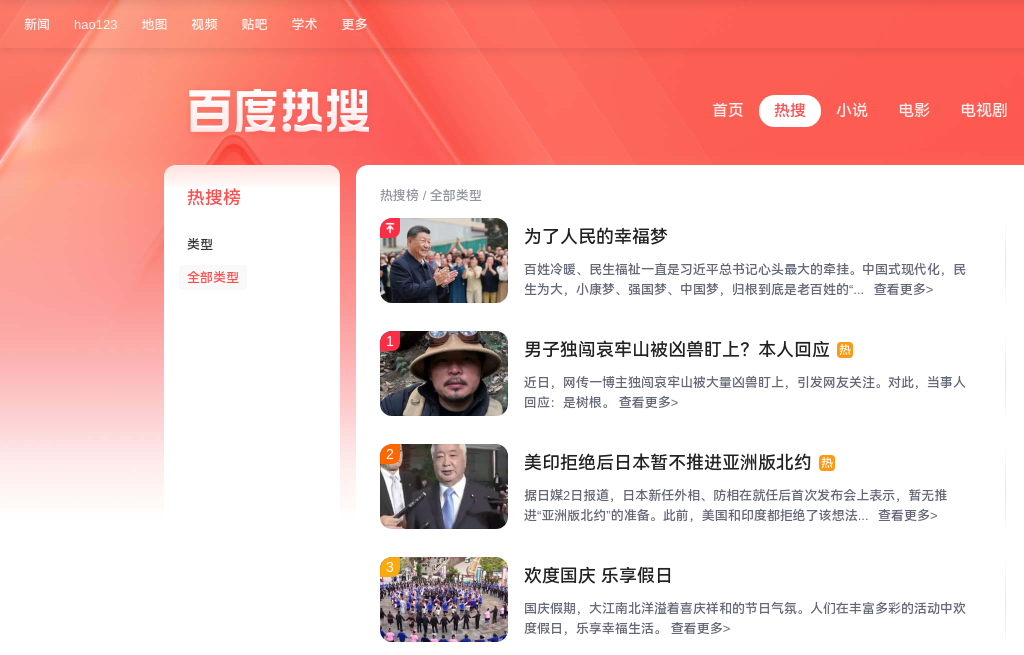 新闻 hao123 地图 视频 贴吧 学术 更多
百度热搜
首页 热搜 小说 电影 电视剧
热搜榜
类型
全部类型
热搜榜 / 全部类型
为了人民的幸福梦
百姓冷暖、民生福祉一直是习近平总书记心头最大的牵挂。中国式现代化，民
生为大，小康梦、强国梦、中国梦，归根到底是老百姓的“... 查看更多>
1
男子独闯哀牢山被凶兽盯上？本人回应 热
近日，网传一博主独闯哀牢山被大量凶兽盯上，引发网友关注。对此，当事人
回应：是树根。 查看更多>
2
美印拒绝后日本暂不推进亚洲版北约 热
据日媒2日报道，日本新任外相、防相在就任后首次发布会上表示，暂无推
进“亚洲版北约”的准备。此前，美国和印度都拒绝了该想法... 查看更多>
3
欢度国庆 乐享假日
国庆假期，大江南北洋溢着喜庆祥和的节日气氛。人们在丰富多彩的活动中欢
度假日，乐享幸福生活。 查看更多>